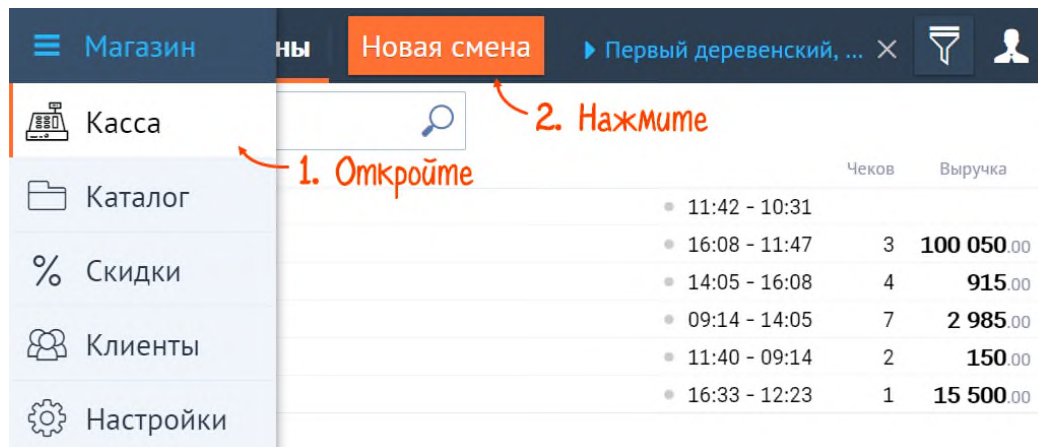 Магазин
ны
Новая смена
Первый деревенский, ...
Касса
2. Нажмите
1. Откройте
Чеков Выручка
Каталог
11:42 - 10:31
16:08 - 11:47 3 100 050.00
Скидки
14:05 - 16:08 4 915.00
09:14 - 14:05 7 2 985.00
Клиенты
11:40 - 09:14 2 150.00
16:33 - 12:23 1 15 500.00
Настройки